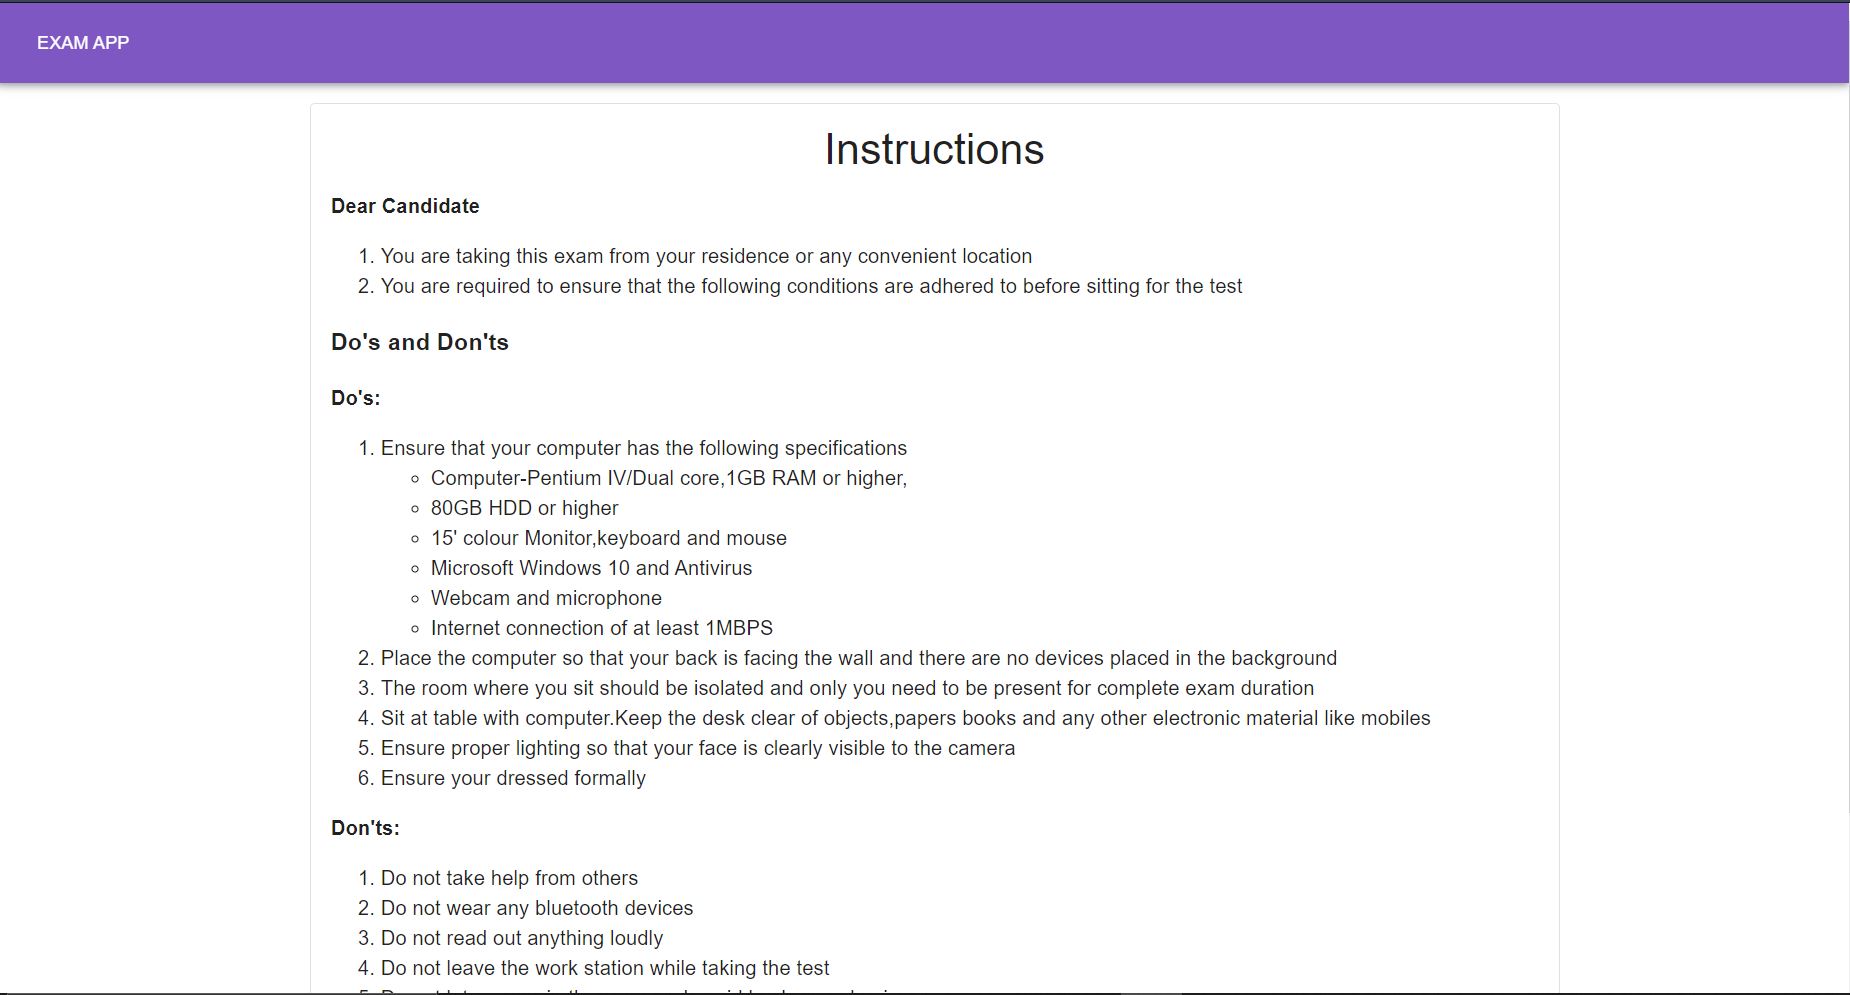 EXAM APP
Instructions
Dear Candidate
1. You are taking this exam from your residence or any convenient location
2. You are required to ensure that the following conditions are adhered to before sitting for the test
Do's and Don'ts
Do's:
1. Ensure that your computer has the following specifications
Computer-Pentium IV/Dual core,1GB RAM or higher,
80GB HDD or higher
15' colour Monitor,keyboard and mouse
Microsoft Windows 10 and Antivirus
Webcam and microphone
Internet connection of at least 1MBPS
2. Place the computer so that your back is facing the wall and there are no devices placed in the background
3. The room where you sit should be isolated and only you need to be present for complete exam duration
4. Sit at table with computer.Keep the desk clear of objects,papers books and any other electronic material like mobiles
5. Ensure proper lighting so that your face is clearly visible to the camera
6. Ensure your dressed formally
Don'ts:
1. Do not take help from others
2. Do not wear any bluetooth devices
3. Do not read out anything loudly
4. Do not leave the work station while taking the test